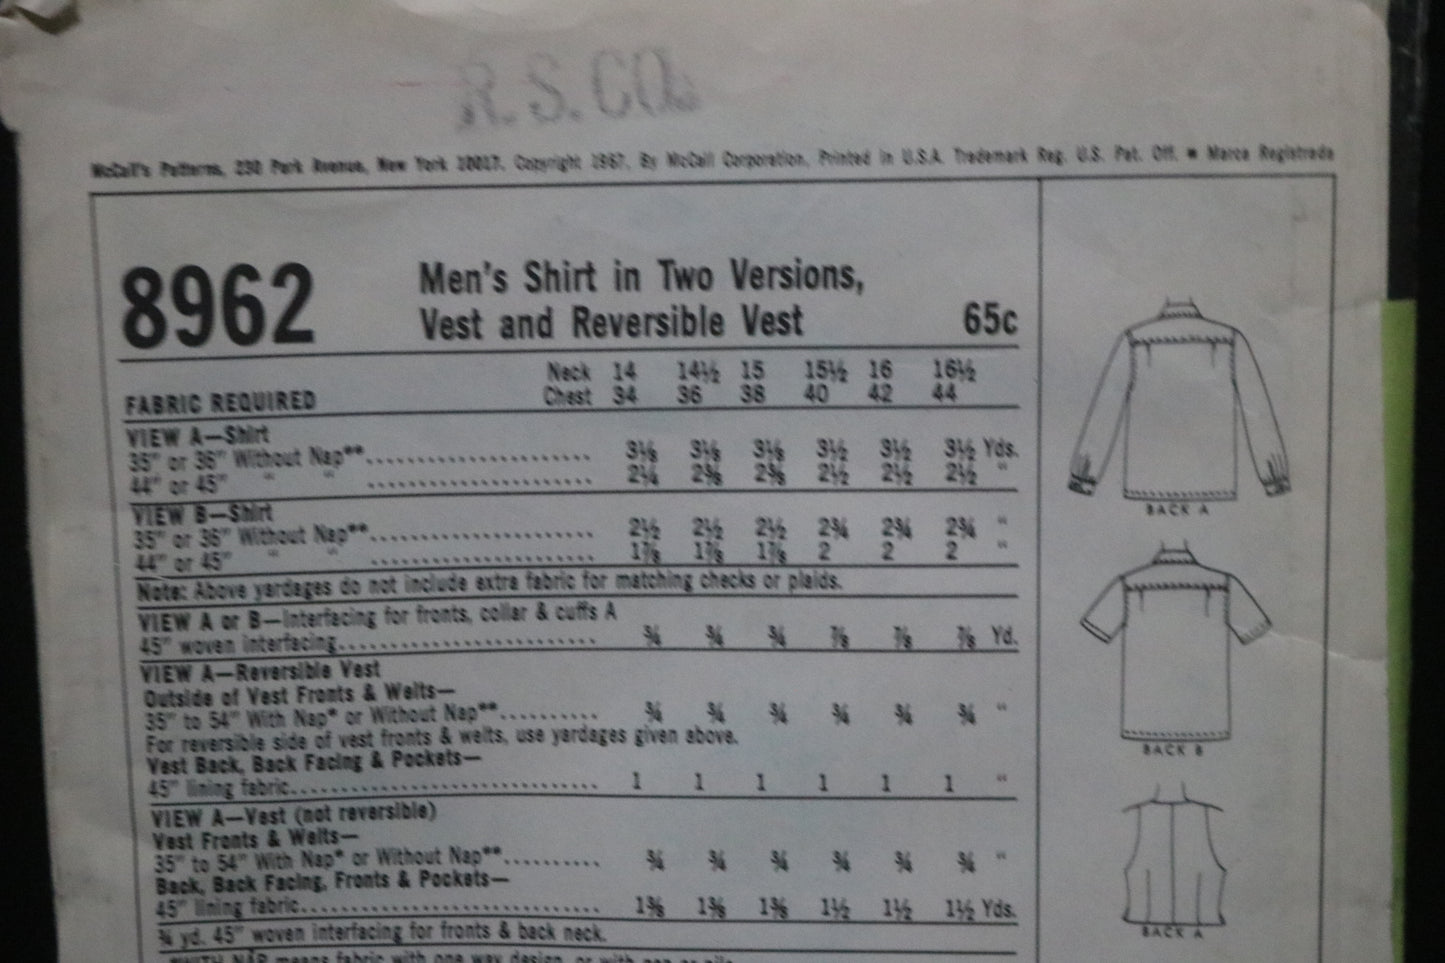 R.S.CO.
McCall's Patterns, 230 Park Avenue, New York 10017. Copyright 1967, By McCall Corporation, Printed in U.S.A. Trademark Reg. U.S. Pat. Off. ■ Marca Registrada
8962 Men's Shirt in Two Versions,
Vest and Reversible Vest 65c
Neck 14 14½ 15 15½ 16 16½
FABRIC REQUIRED Chest 34 36 38 40 42 44
VIEW A—Shirt
35" or 36" Without Nap**.............................. 3⅛ 3⅛ 3⅛ 3½ 3½ 3½ Yds.
44" or 45" " " .............................. 2¼ 2⅜ 2⅜ 2½ 2½ 2½ "
VIEW B—Shirt
35" or 36" Without Nap**.............................. 2½ 2½ 2½ 2¾ 2¾ 2¾ "
44" or 45" " " .............................. 1⅞ 1⅞ 1⅞ 2 2 2 "
Note: Above yardages do not include extra fabric for matching checks or plaids.
VIEW A or B—Interfacing for fronts, collar & cuffs A
45" woven interfacing.................................. ¾ ¾ ¾ ⅞ ⅞ ⅞ Yd.
VIEW A—Reversible Vest
Outside of Vest Fronts & Welts—
35" to 54" With Nap* or Without Nap**.......... ¾ ¾ ¾ ¾ ¾ ¾ "
For reversible side of vest fronts & welts, use yardages given above.
Vest Back, Back Facing & Pockets—
45" lining fabric........................................ 1 1 1 1 1 1 "
VIEW A—Vest (not reversible)
Vest Fronts & Welts—
35" to 54" With Nap* or Without Nap**.......... ¾ ¾ ¾ ¾ ¾ ¾ "
Back, Back Facing, Fronts & Pockets—
45" lining fabric........................................ 1⅜ 1⅜ 1⅜ 1½ 1½ 1½ Yds.
¾ yd. 45" woven interfacing for fronts & back neck.
*WITH NAP means fabric with one way design, or with nap or pile
BACK A
BACK B
BACK A